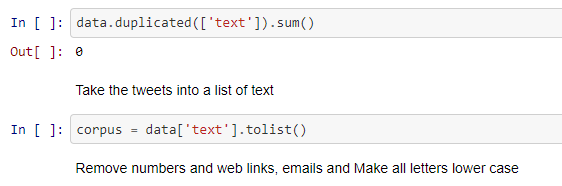 In [ ]: data.duplicated(['text']).sum()
Out[ ]: 0
Take the tweets into a list of text
In [ ]: corpus = data['text'].tolist()
Remove numbers and web links, emails and Make all letters lower case